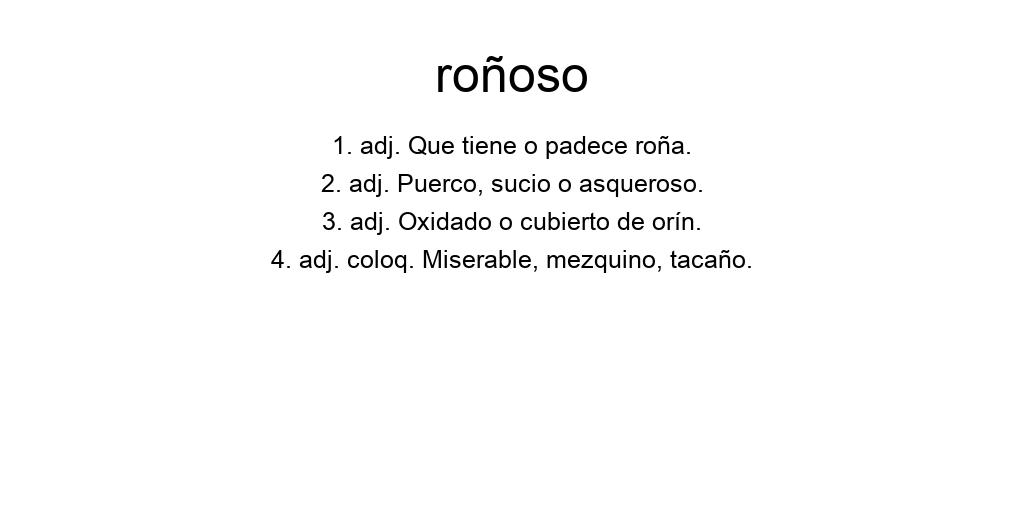 roñoso
1. adj. Que tiene o padece roña.
2. adj. Puerco, sucio o asqueroso.
3. adj. Oxidado o cubierto de orín.
4. adj. coloq. Miserable, mezquino, tacaño.